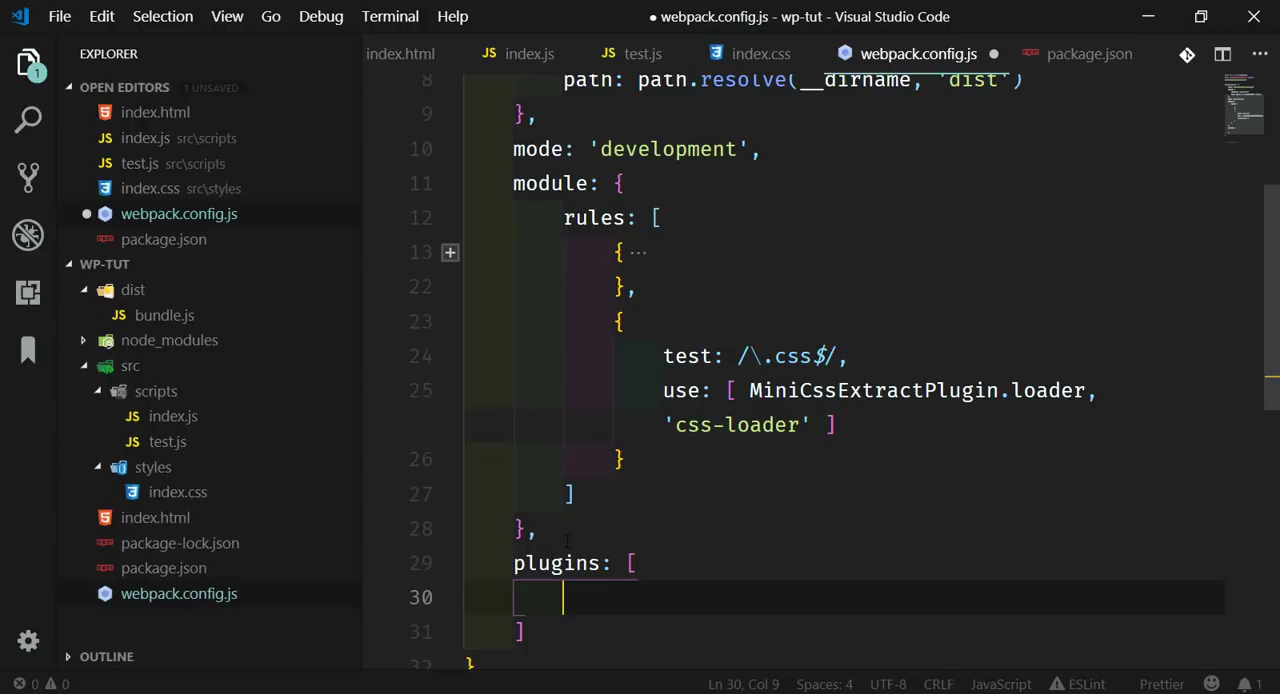 File Edit Selection View Go Debug Terminal Help
● webpack.config.js - wp-tut - Visual Studio Code
EXPLORER
index.html
JS index.js
JS test.js
index.css
webpack.config.js ●
package.json
1
OPEN EDITORS 1 UNSAVED
index.html
JS index.js src\scripts
JS test.js src\scripts
index.css src\styles
● webpack.config.js
package.json
WP-TUT
dist
JS bundle.js
node_modules
src
scripts
JS index.js
JS test.js
styles
index.css
index.html
package-lock.json
package.json
webpack.config.js
OUTLINE
8 path: path.resolve(__dirname, 'dist')
9 },
10 mode: 'development',
11 module: {
12 rules: [
13 { ...
22 },
23 {
24 test: /\.css$/,
25 use: [ MiniCssExtractPlugin.loader,
'css-loader' ]
26 }
27 ]
28 },
29 plugins: [
30
31 ]
32 }
0 0
Ln 30, Col 9 Spaces: 4 UTF-8 CRLF JavaScript ESLint Prettier 1